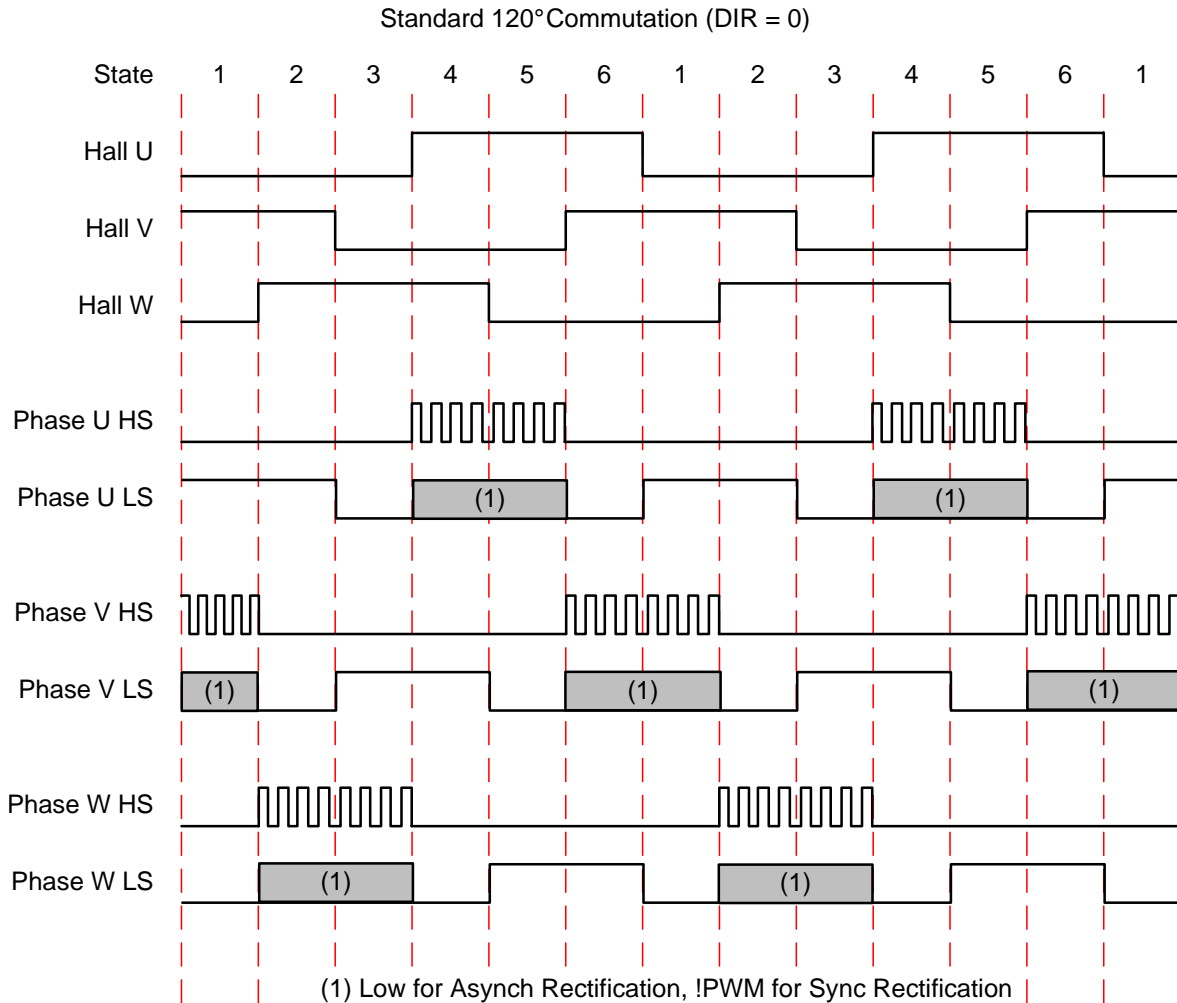 Standard 120°Commutation (DIR = 0)
State 1 2 3 4 5 6 1 2 3 4 5 6 1
Hall U
Hall V
Hall W
Phase U HS
Phase U LS (1) (1)
Phase V HS
Phase V LS (1) (1) (1)
Phase W HS
Phase W LS (1) (1)
(1) Low for Asynch Rectification, !PWM for Sync Rectification